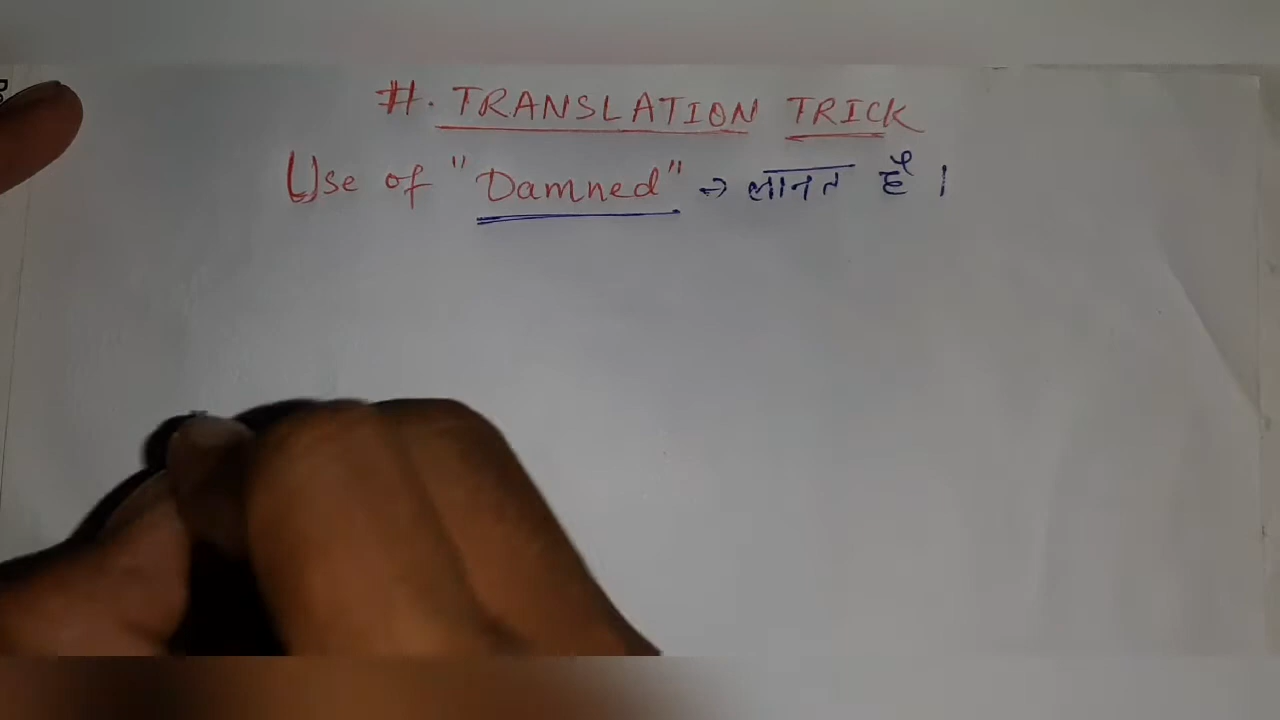 #. TRANSLATION TRICK
Use of "Damned" → लानत है।